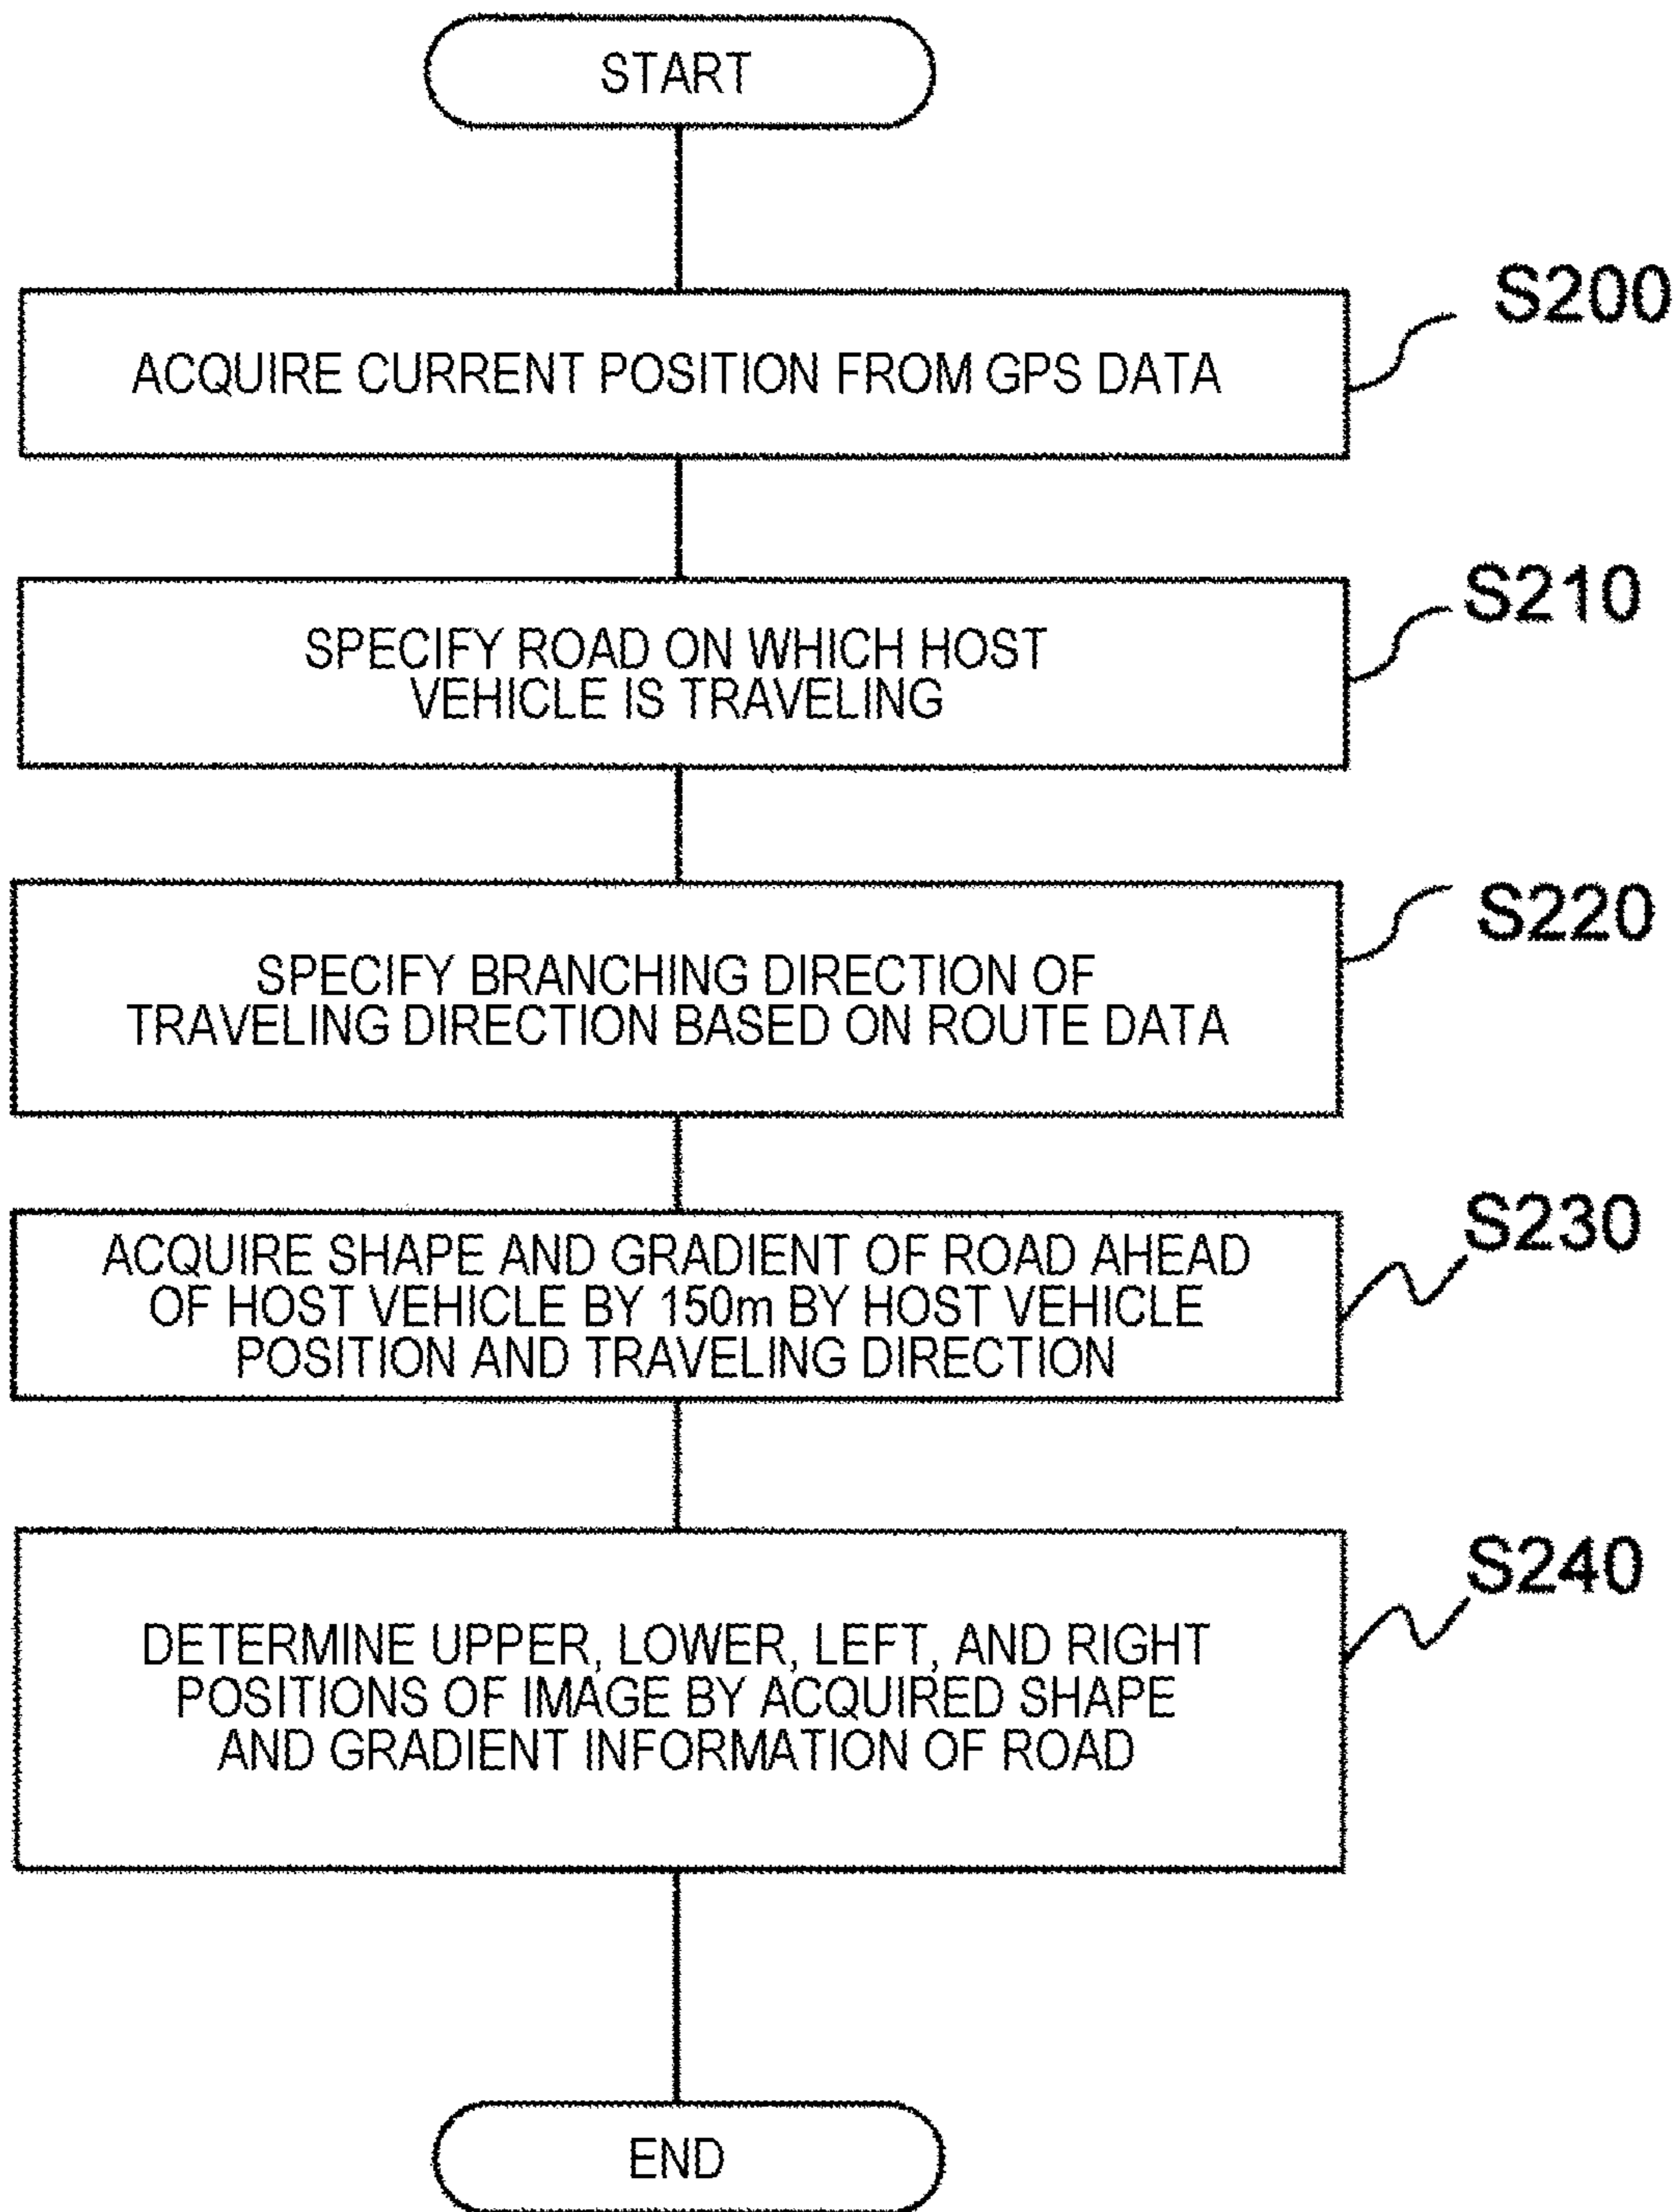 START
S200
ACQUIRE CURRENT POSITION FROM GPS DATA
S210
SPECIFY ROAD ON WHICH HOST
VEHICLE IS TRAVELING
S220
SPECIFY BRANCHING DIRECTION OF
TRAVELING DIRECTION BASED ON ROUTE DATA
S230
ACQUIRE SHAPE AND GRADIENT OF ROAD AHEAD
OF HOST VEHICLE BY 150m BY HOST VEHICLE
POSITION AND TRAVELING DIRECTION
S240
DETERMINE UPPER, LOWER, LEFT, AND RIGHT
POSITIONS OF IMAGE BY ACQUIRED SHAPE
AND GRADIENT INFORMATION OF ROAD
END